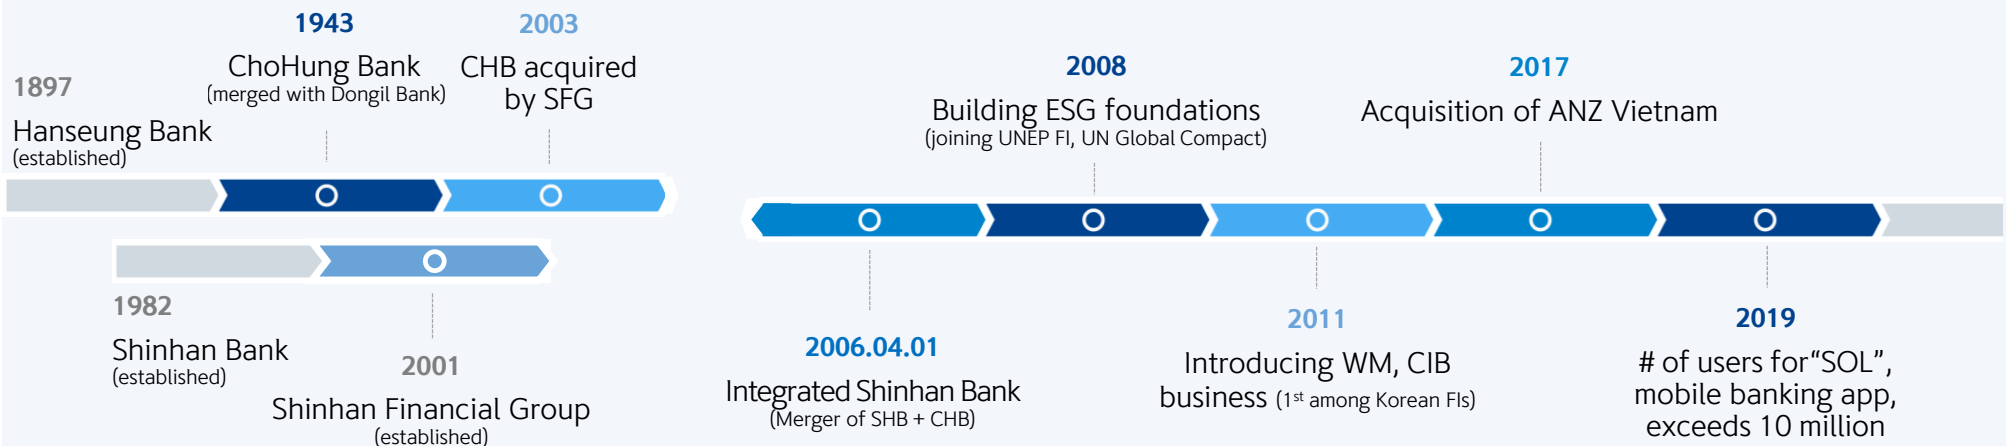 1897
Hanseung Bank
(established)
1943
ChoHung Bank
(merged with Dongil Bank)
2003
CHB acquired
by SFG
1982
Shinhan Bank
(established)
2001
Shinhan Financial Group
(established)
2006.04.01
Integrated Shinhan Bank
(Merger of SHB + CHB)
2008
Building ESG foundations
(joining UNEP FI, UN Global Compact)
2011
Introducing WM, CIB
business (1st among Korean FIs)
2017
Acquisition of ANZ Vietnam
2019
# of users for“SOL”,
mobile banking app,
exceeds 10 million